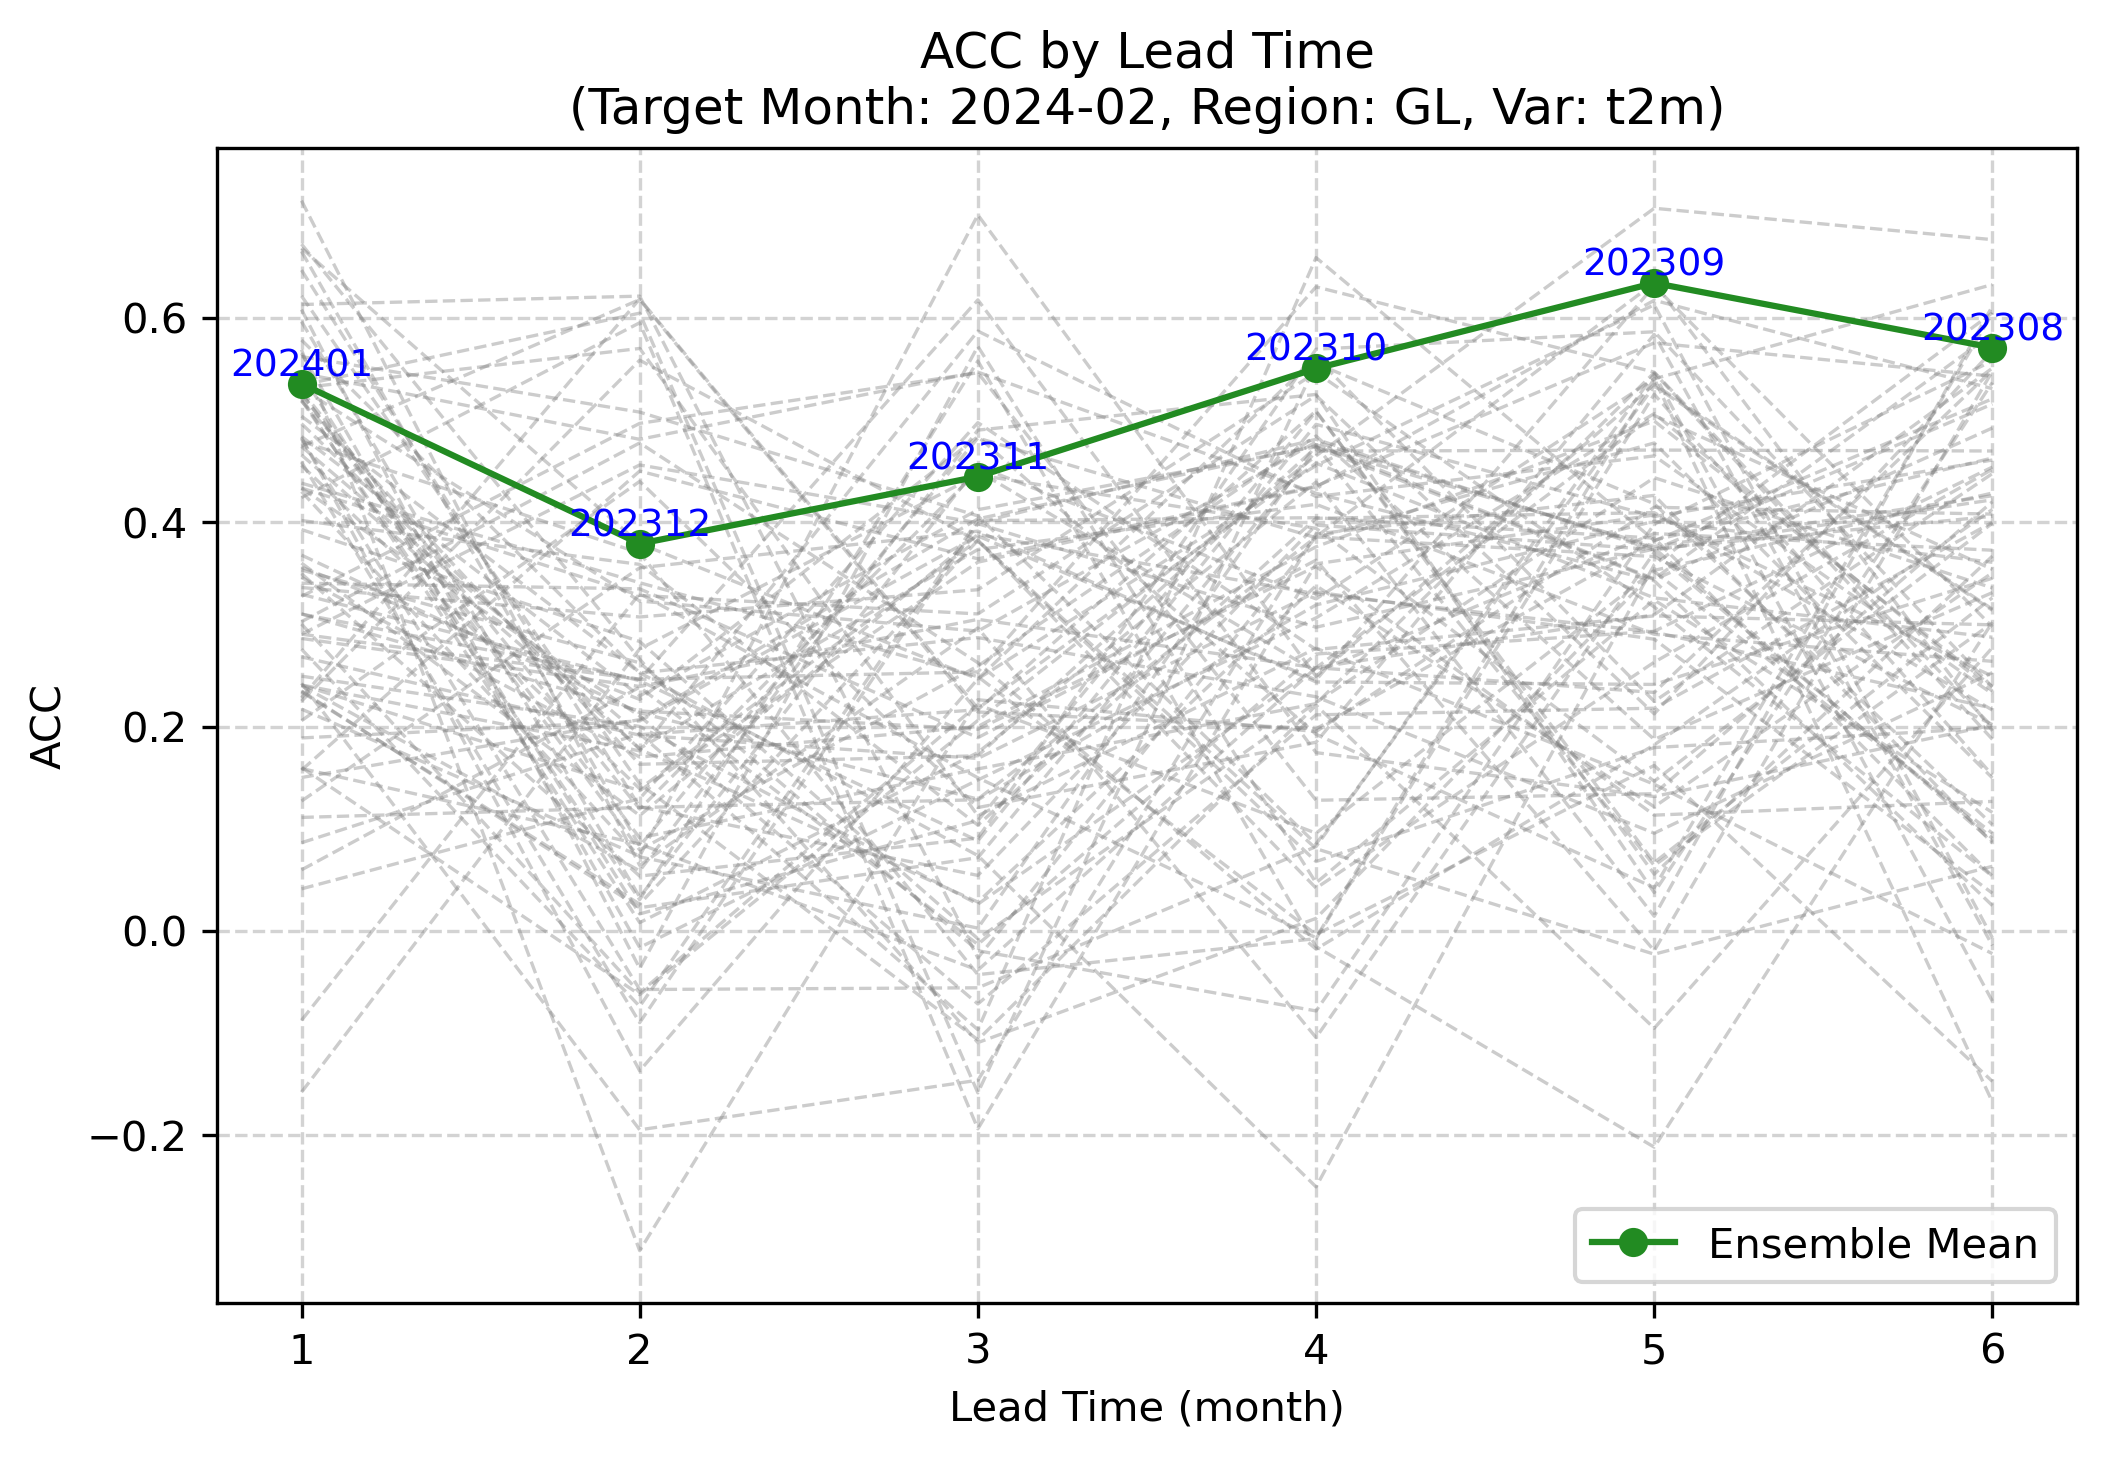 ACC by Lead Time
(Target Month: 2024-02, Region: GL, Var: t2m)
ACC
0.6
0.4
0.2
0.0
−0.2
202401
202312
202311
202310
202309
202308
Ensemble Mean
1 2 3 4 5 6
Lead Time (month)